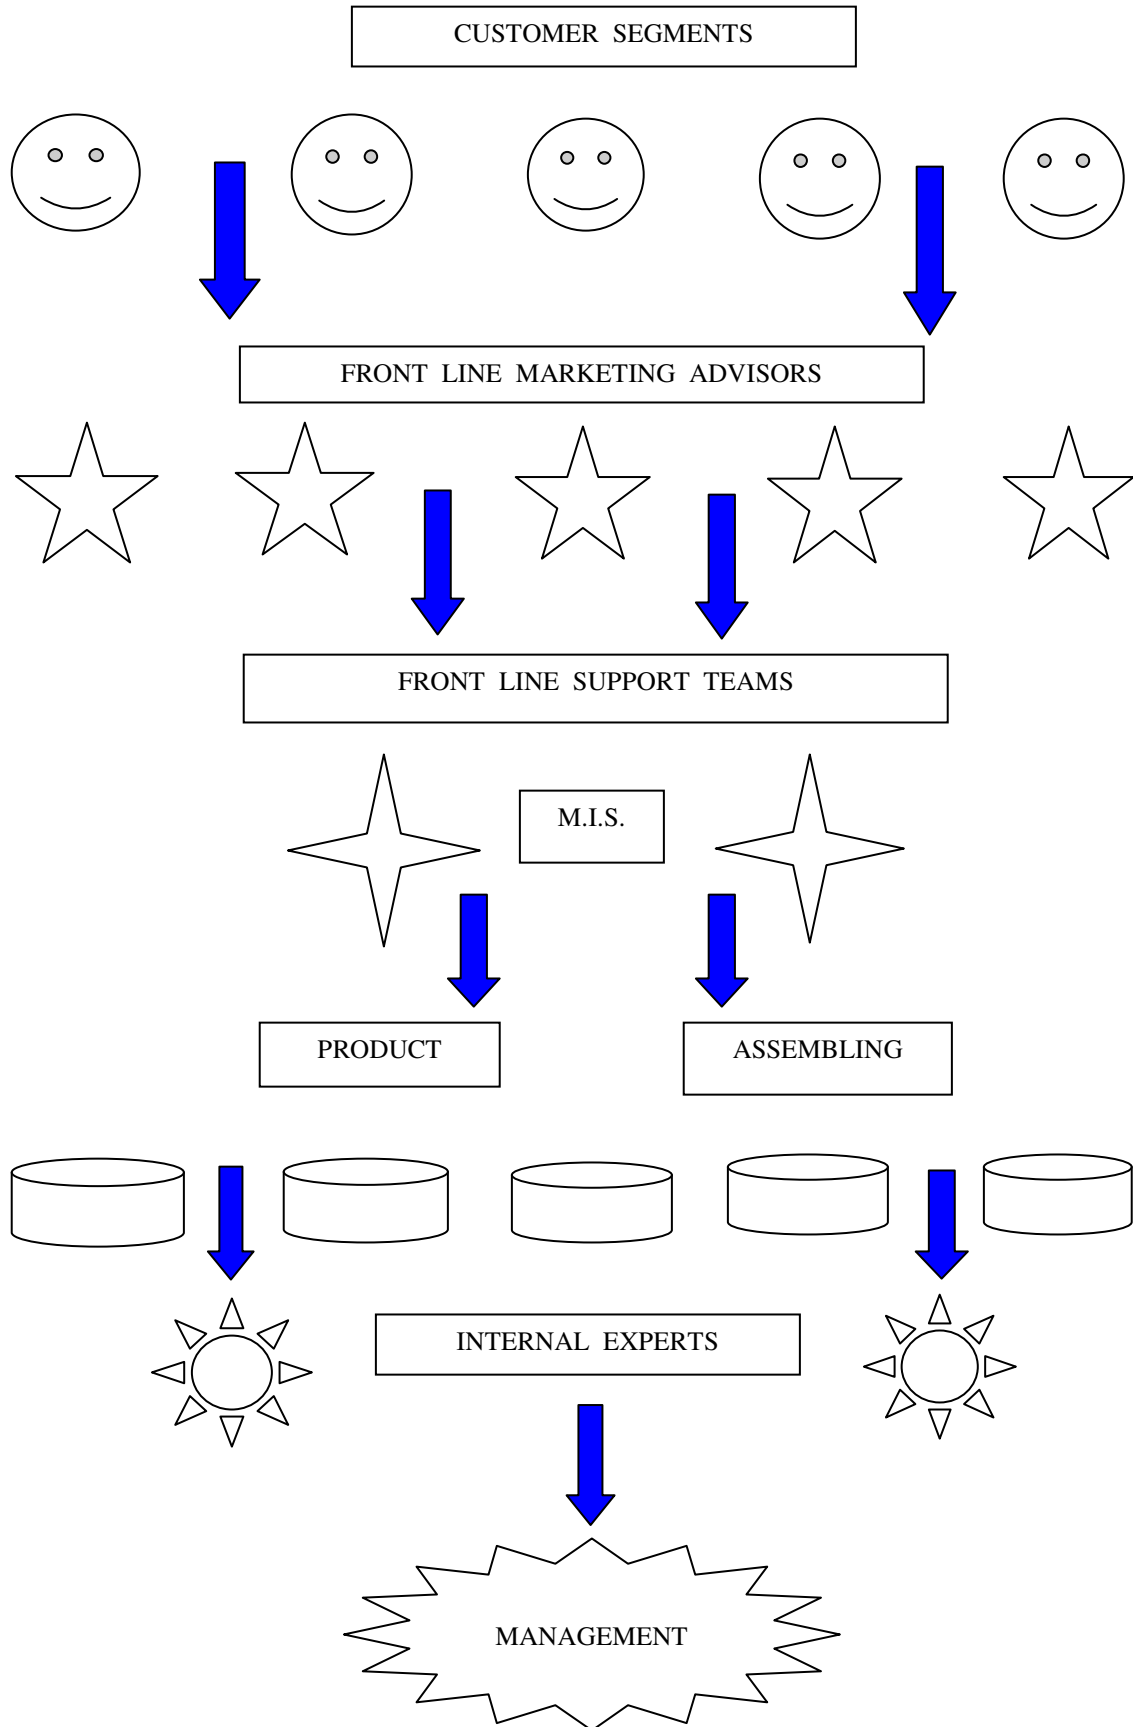 CUSTOMER SEGMENTS
FRONT LINE MARKETING ADVISORS
FRONT LINE SUPPORT TEAMS
M.I.S.
PRODUCT
ASSEMBLING
INTERNAL EXPERTS
MANAGEMENT